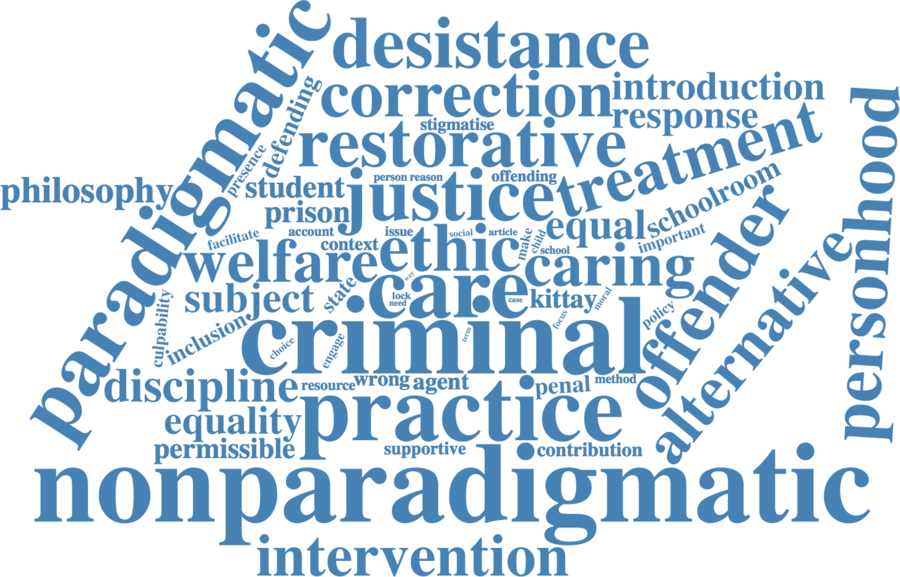 desistance
paradigmatic
correction
introduction
defending
stigmatise
response
restorative
treatment
personhood
presence
philosophy
student
person reason
offending
justice
schoolroom
prison
equal
offender
account
issue
social
article
make
child
important
facilitate
context
ethic
school
welfare
way
caring
alternative
state
care
lock
need
case
kittay
moral
subject
culpability
inclusion
criminal
focus
policy
choice
engage
term
discipline
resource
wrong
agent
penal
method
equality
practice
permissible
supportive
contribution
nonparadigmatic
intervention